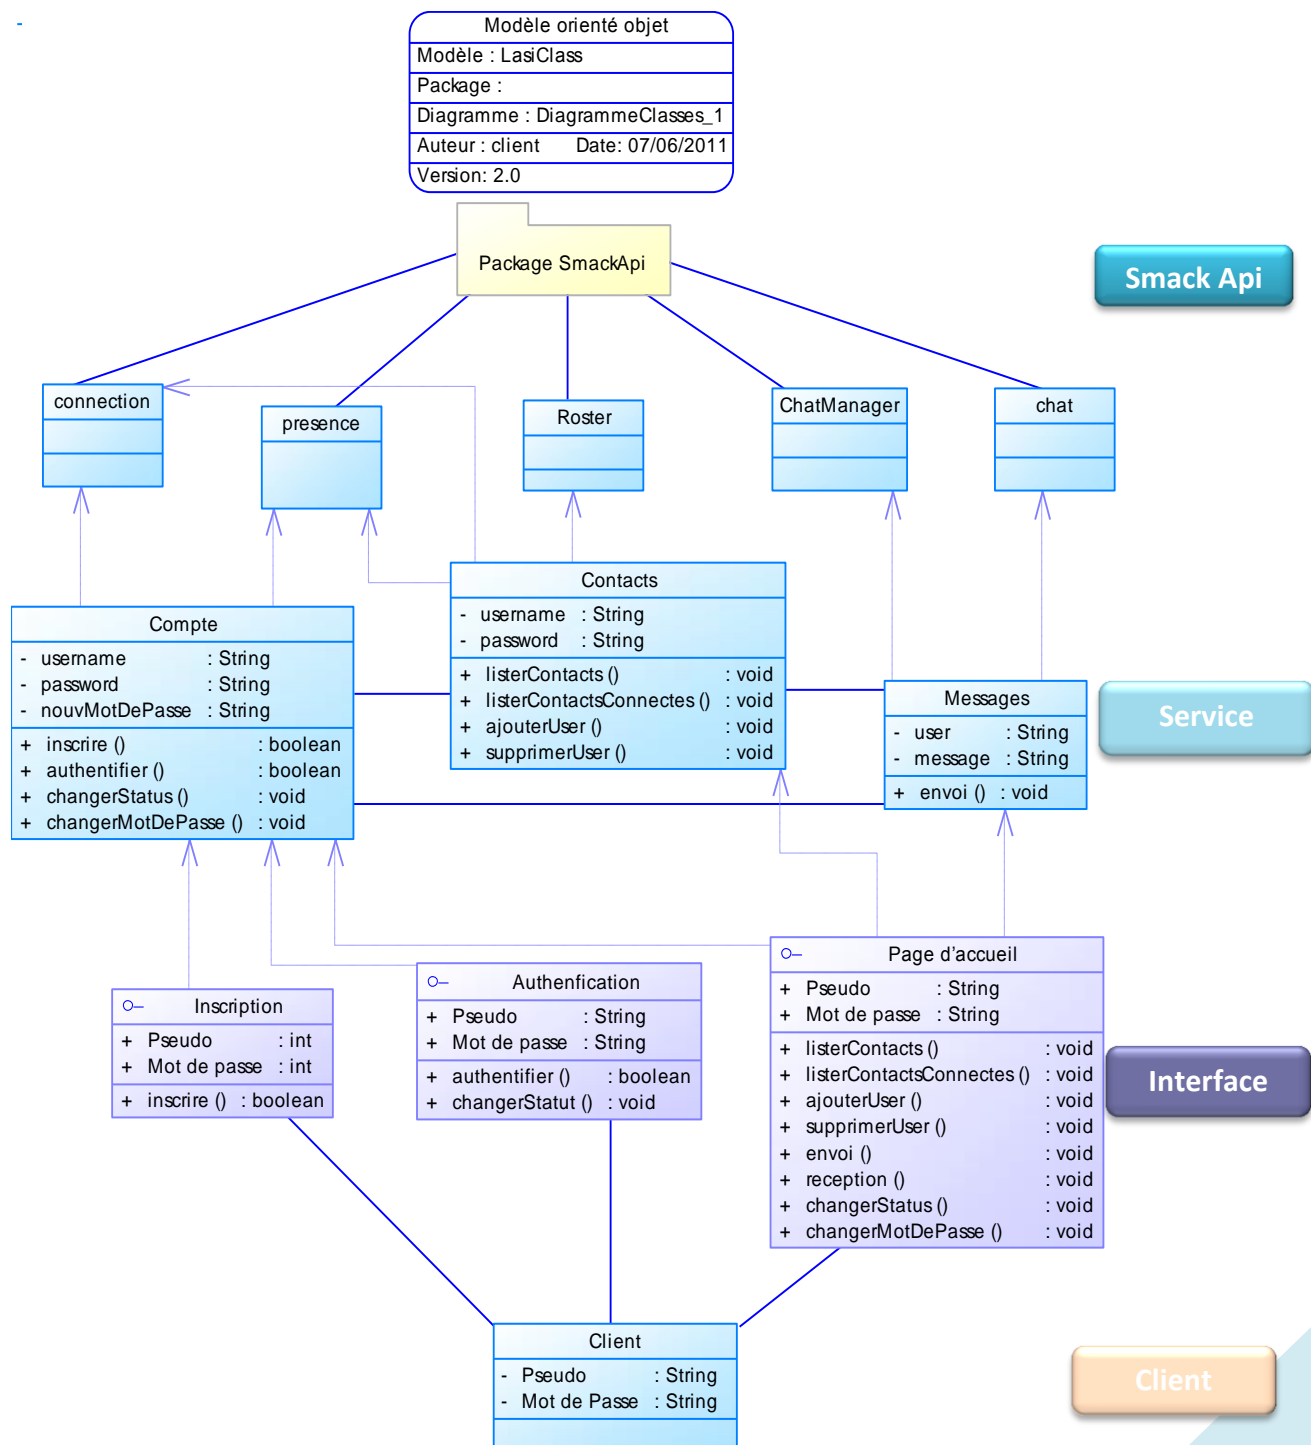 -
Modèle orienté objet
Modèle : LasiClass
Package :
Diagramme : DiagrammeClasses_1
Auteur : client Date: 07/06/2011
Version: 2.0
Package SmackApi
Smack Api
connection
presence
Roster
ChatManager
chat
Contacts
- username : String
- password : String
+ listerContacts () : void
+ listerContactsConnectes () : void
+ ajouterUser () : void
+ supprimerUser () : void
Compte
- username : String
- password : String
- nouvMotDePasse : String
+ inscrire () : boolean
+ authentifier () : boolean
+ changerStatus () : void
+ changerMotDePasse () : void
Messages
- user : String
- message : String
+ envoi () : void
Service
Inscription
+ Pseudo : int
+ Mot de passe : int
+ inscrire () : boolean
Authenfication
+ Pseudo : String
+ Mot de passe : String
+ authentifier () : boolean
+ changerStatut () : void
Page d'accueil
+ Pseudo : String
+ Mot de passe : String
+ listerContacts () : void
+ listerContactsConnectes () : void
+ ajouterUser () : void
+ supprimerUser () : void
+ envoi () : void
+ reception () : void
+ changerStatus () : void
+ changerMotDePasse () : void
Interface
Client
- Pseudo : String
- Mot de Passe : String
Client